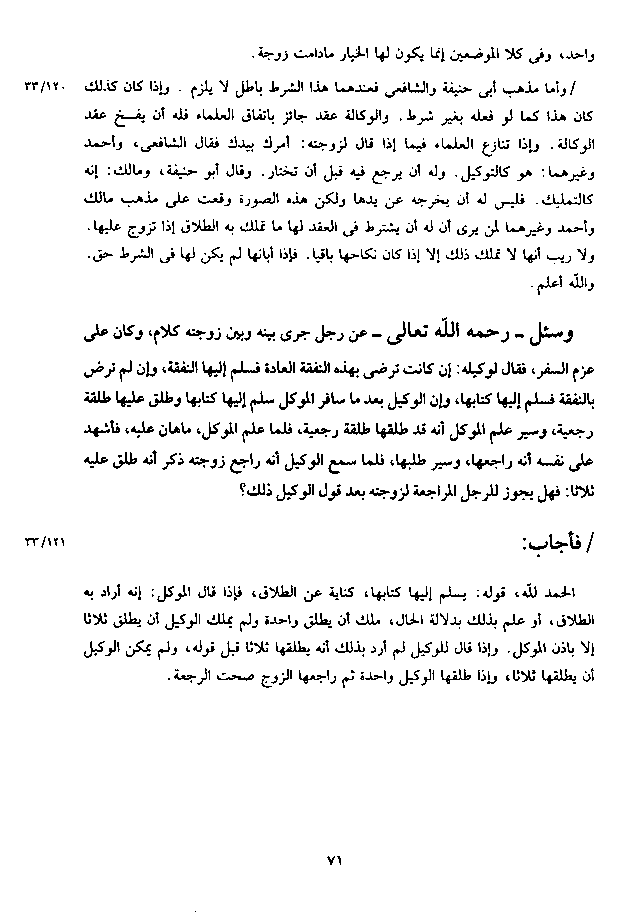 واحد، وفى كلا الموضعين إنما يكون لها الخيار مادامت زوجة.
/ وأما مذهب أبى حنيفة والشافعى فعندهما هذا الشرط باطل لا يلزم . وإذا كان كذلك ٣٣/١٢٠
كان هذا كما لو فعله بغير شرط. والوكالة عقد جائز باتفاق العلماء فله أن يفسخ عقد
الوكالة. وإذا تنازع العلماء فيما إذا قال لزوجته: أمرك بيدك فقال الشافعى، وأحمد
وغيرهما: هو كالتوكيل. وله أن يرجع فيه قبل أن تختار. وقال أبو حنيفة، ومالك: إنه
كالتمليك. فليس له أن يخرجه عن يدها ولكن هذه الصورة وقعت على مذهب مالك
وأحمد وغيرهما لمن يرى أن له أن يشترط فى العقد لها ما تملك به الطلاق إذا تزوج عليها.
ولا ريب أنها لا تملك ذلك إلا إذا كان نكاحها باقيا. فإذا أبانها لم يكن لها فى الشرط حق.
والله أعلم.
وسئل ـ رحمه الله تعالى ـ عن رجل جرى بينه وبين زوجته كلام، وكان على
عزم السفر، فقال لوكيله: إن كانت ترضى بهذه النفقة العادة فسلم إليها النفقة، وإن لم ترض
بالنفقة فسلم إليها كتابها، وإن الوكيل بعد ما سافر الموكل سلم إليها كتابها وطلق عليها طلقة
رجعية، وسير علم الموكل أنه قد طلقها طلقة رجعية، فلما علم الموكل، ماهان عليه، فأشهد
على نفسه أنه راجعها، وسير طلبها، فلما سمع الوكيل أنه راجع زوجته ذكر أنه طلق عليه
ثلاثا: فهل يجوز للرجل المراجعة لزوجته بعد قول الوكيل ذلك؟
/ فأجاب: ٣٣/١٢١
الحمد لله، قوله: يسلم إليها كتابها، كناية عن الطلاق، فإذا قال الموكل: إنه أراد به
الطلاق، أو علم بذلك بدلالة الحال، ملك أن يطلق واحدة ولم يملك الوكيل أن يطلق ثلاثا
إلا بإذن الموكل. وإذا قال للوكيل لم أرد بذلك أنه يطلقها ثلاثا قبل قوله، ولم يمكن الوكيل
أن يطلقها ثلاثا، وإذا طلقها الوكيل واحدة ثم راجعها الزوج صحت الرجعة.
٧١